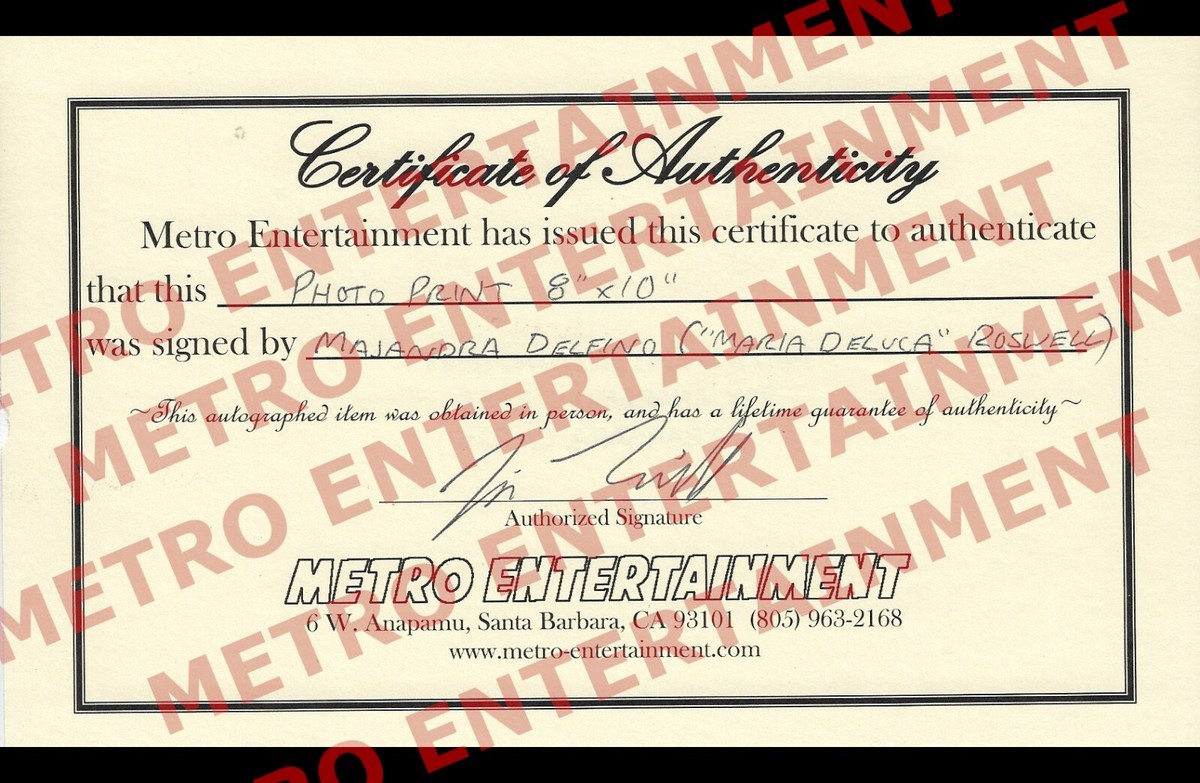 Certificate of Authenticity
Metro Entertainment has issued this certificate to authenticate
that this PHOTO PRINT 8" x 10"
was signed by MAJANDRA DELFINO ("MARIA DELUCA" ROSWELL)
~This autographed item was obtained in person, and has a lifetime guarantee of authenticity~
Authorized Signature
METRO ENTERTAINMENT
6 W. Anapamu, Santa Barbara, CA 93101 (805) 963-2168
www.metro-entertainment.com
METRO ENTERTAINMENT
METRO ENTERTAINMENT
METRO ENTERTAINMENT
METRO ENTERTAINMENT
METRO ENTERTAINMENT